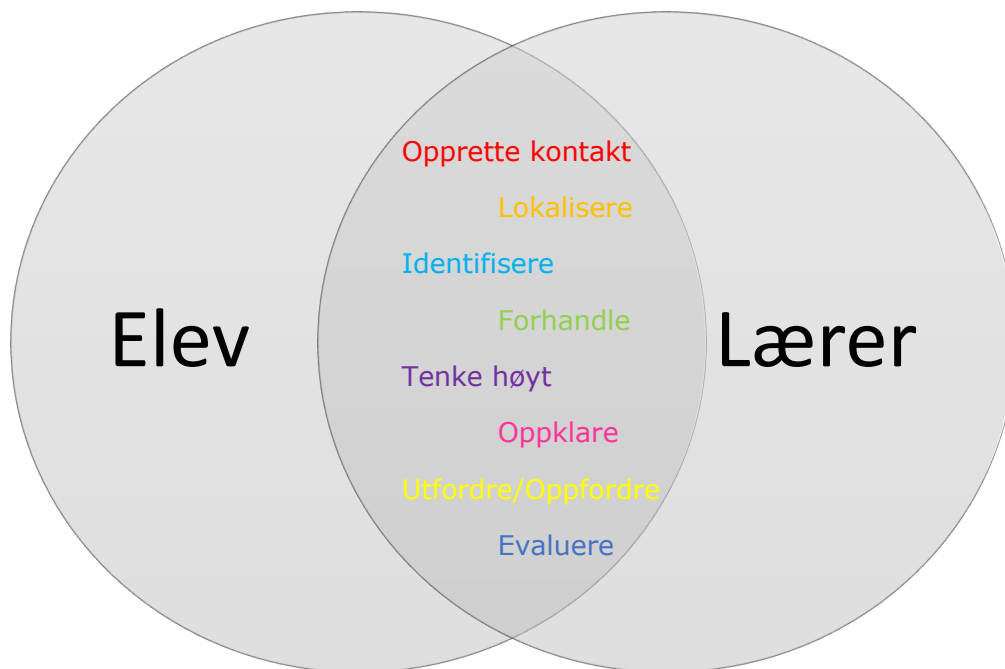 Opprette kontakt
Lokalisere
Identifisere
Forhandle
Elev
Lærer
Tenke høyt
Oppklare
Utfordre/Oppfordre
Evaluere